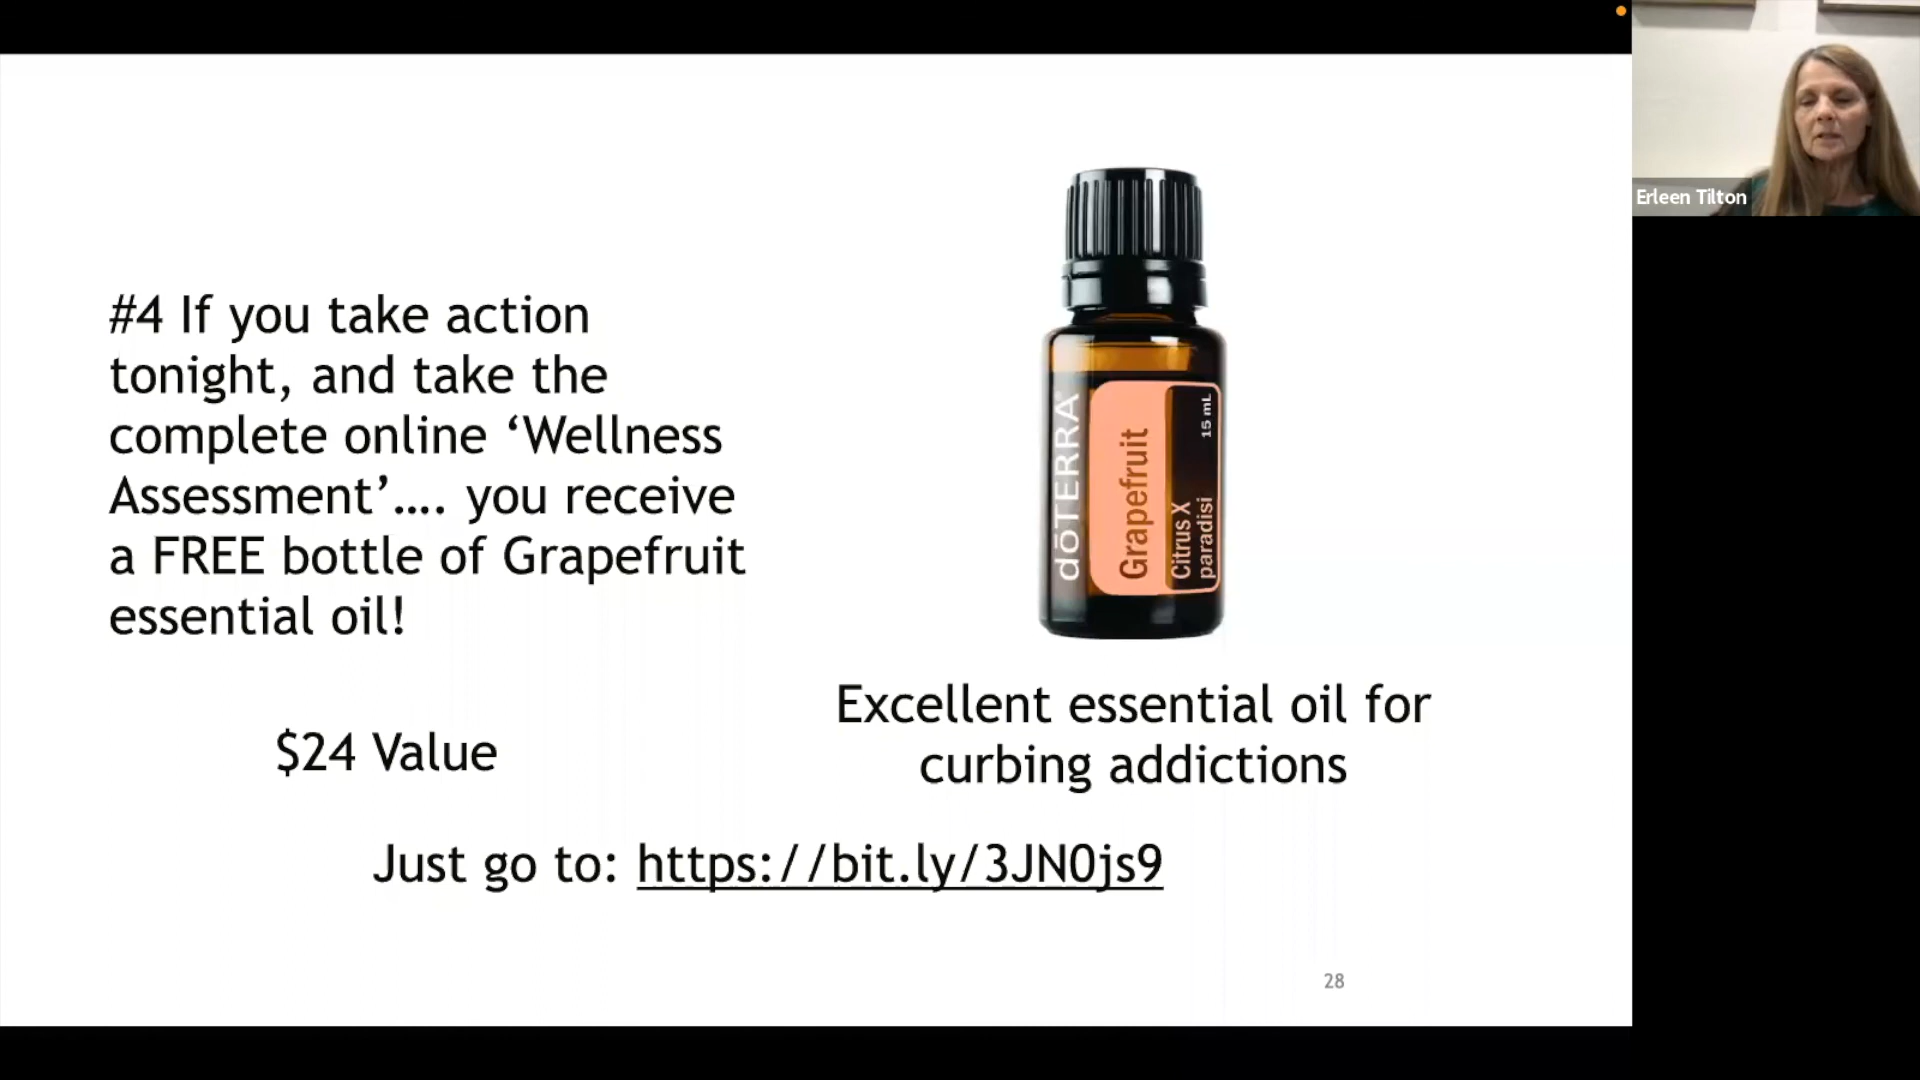 #4 If you take action
tonight, and take the
complete online ‘Wellness
Assessment’.... you receive
a FREE bottle of Grapefruit
essential oil!
$24 Value
dōTERRA
Grapefruit
Citrus X
paradisi
15 mL
Excellent essential oil for
curbing addictions
Just go to: https://bit.ly/3JN0js9
28
Erleen Tilton